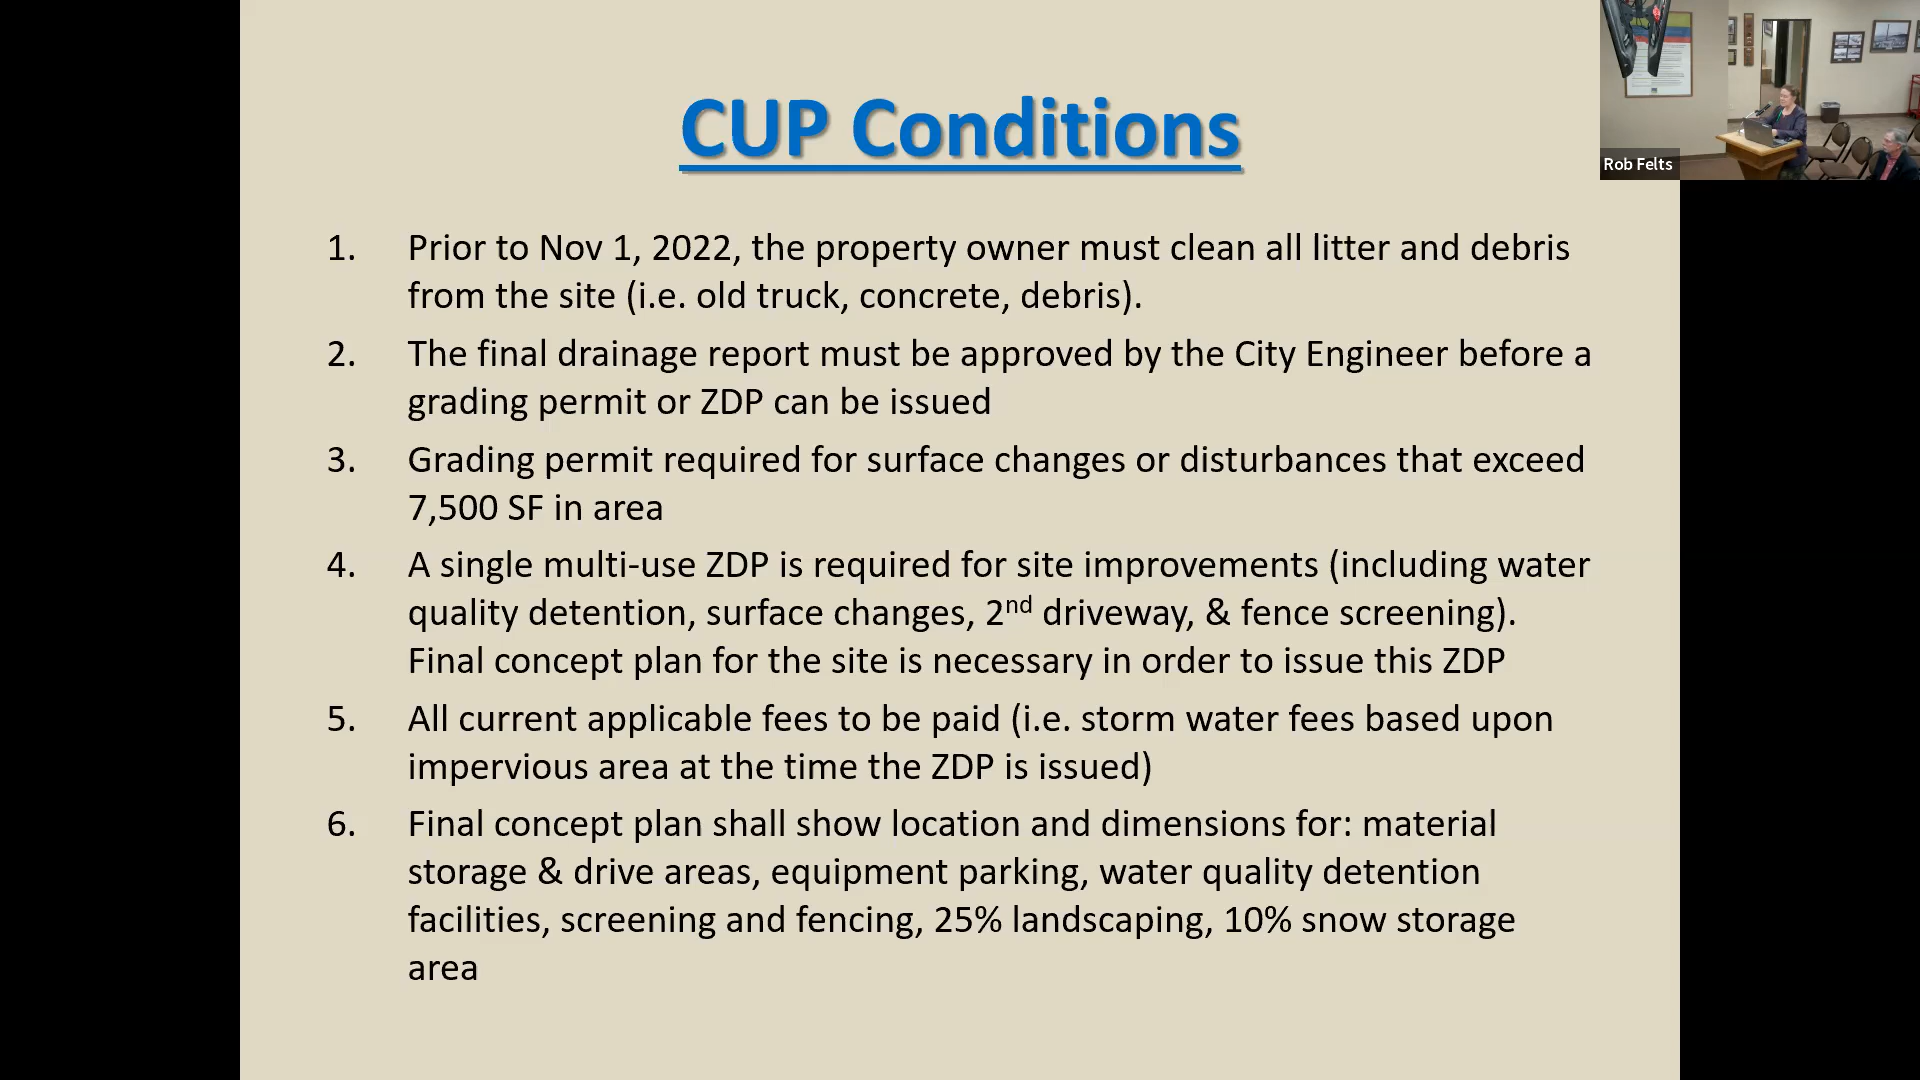 CUP Conditions
Rob Felts
1. Prior to Nov 1, 2022, the property owner must clean all litter and debris
from the site (i.e. old truck, concrete, debris).
2. The final drainage report must be approved by the City Engineer before a
grading permit or ZDP can be issued
3. Grading permit required for surface changes or disturbances that exceed
7,500 SF in area
4. A single multi-use ZDP is required for site improvements (including water
quality detention, surface changes, 2nd driveway, & fence screening).
Final concept plan for the site is necessary in order to issue this ZDP
5. All current applicable fees to be paid (i.e. storm water fees based upon
impervious area at the time the ZDP is issued)
6. Final concept plan shall show location and dimensions for: material
storage & drive areas, equipment parking, water quality detention
facilities, screening and fencing, 25% landscaping, 10% snow storage
area